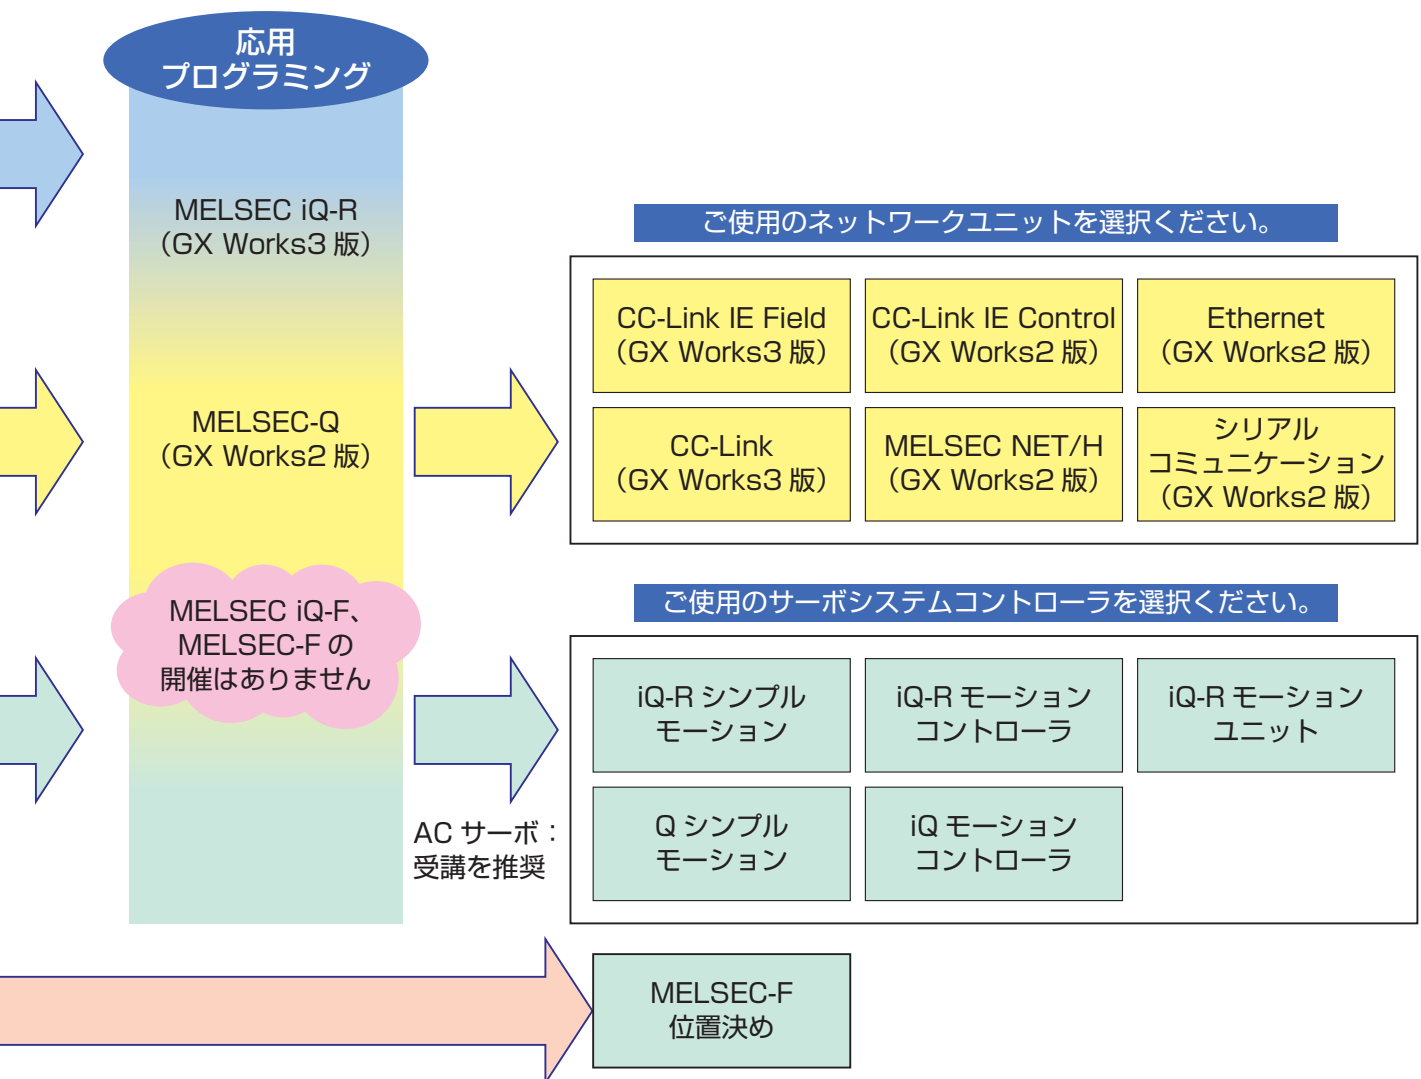 応用
プログラミング
MELSEC iQ-R
（GX Works3 版）
MELSEC-Q
（GX Works2 版）
MELSEC iQ-F、
MELSEC-F の
開催はありません
ご使用のネットワークユニットを選択ください。
CC-Link IE Field
（GX Works3 版）
CC-Link IE Control
（GX Works2 版）
Ethernet
（GX Works2 版）
CC-Link
（GX Works3 版）
MELSEC NET/H
（GX Works2 版）
シリアル
コミュニケーション
（GX Works2 版）
ご使用のサーボシステムコントローラを選択ください。
iQ-R シンプル
モーション
iQ-R モーション
コントローラ
iQ-R モーション
ユニット
Q シンプル
モーション
iQ モーション
コントローラ
AC サーボ：
受講を推奨
MELSEC-F
位置決め